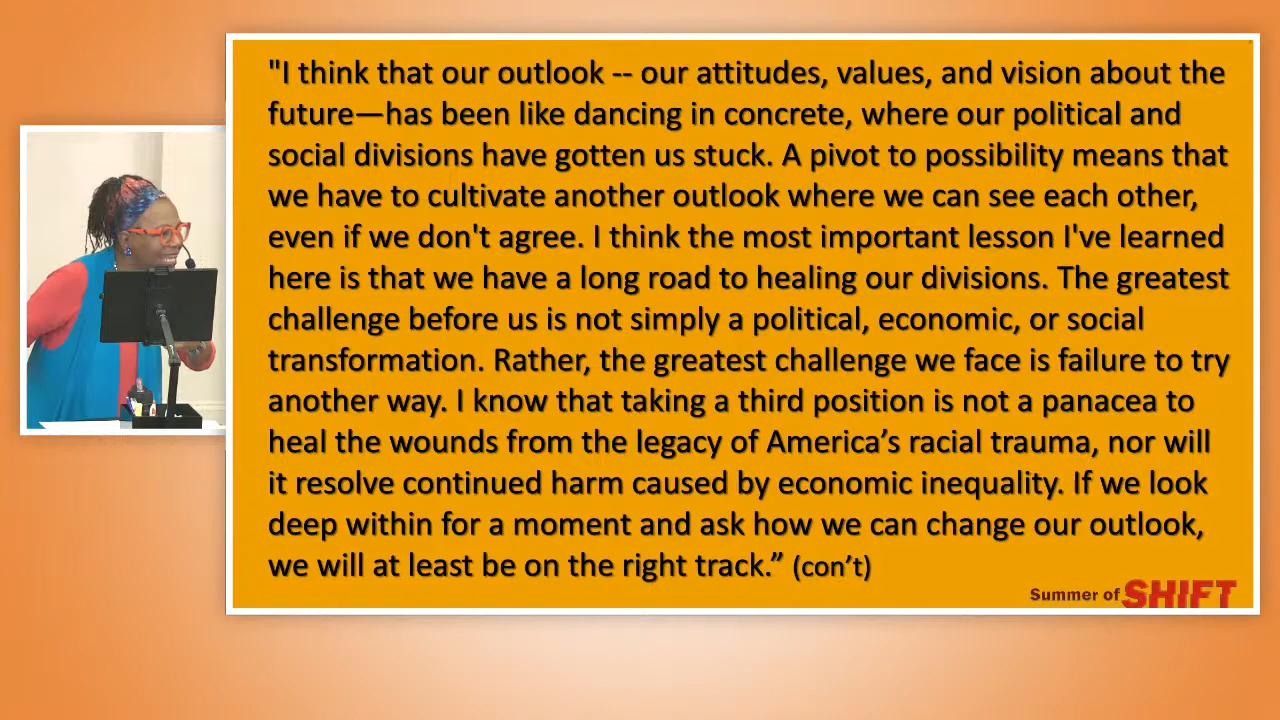 "I think that our outlook -- our attitudes, values, and vision about the
future—has been like dancing in concrete, where our political and
social divisions have gotten us stuck. A pivot to possibility means that
we have to cultivate another outlook where we can see each other,
even if we don't agree. I think the most important lesson I've learned
here is that we have a long road to healing our divisions. The greatest
challenge before us is not simply a political, economic, or social
transformation. Rather, the greatest challenge we face is failure to try
another way. I know that taking a third position is not a panacea to
heal the wounds from the legacy of America’s racial trauma, nor will
it resolve continued harm caused by economic inequality. If we look
deep within for a moment and ask how we can change our outlook,
we will at least be on the right track.” (con’t)
Summer of SHIFT